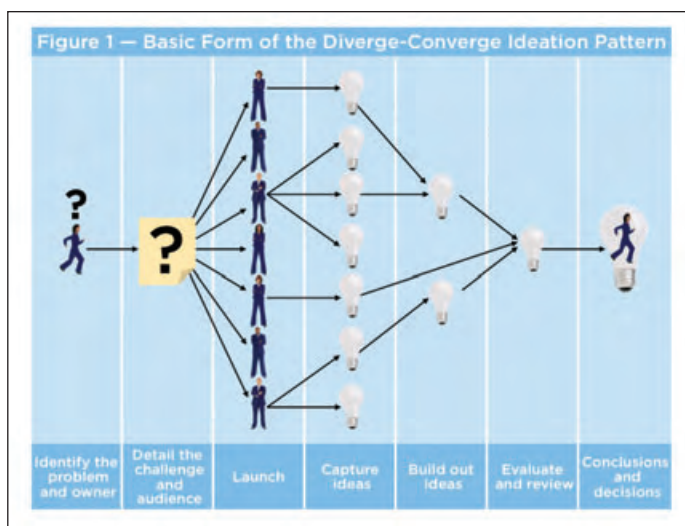 Figure 1 — Basic Form of the Diverge-Converge Ideation Pattern
?
?
Identify the
problem
and owner
Detail the
challenge
and
audience
Launch
Capture
ideas
Build out
ideas
Evaluate
and review
Conclusions
and
decisions